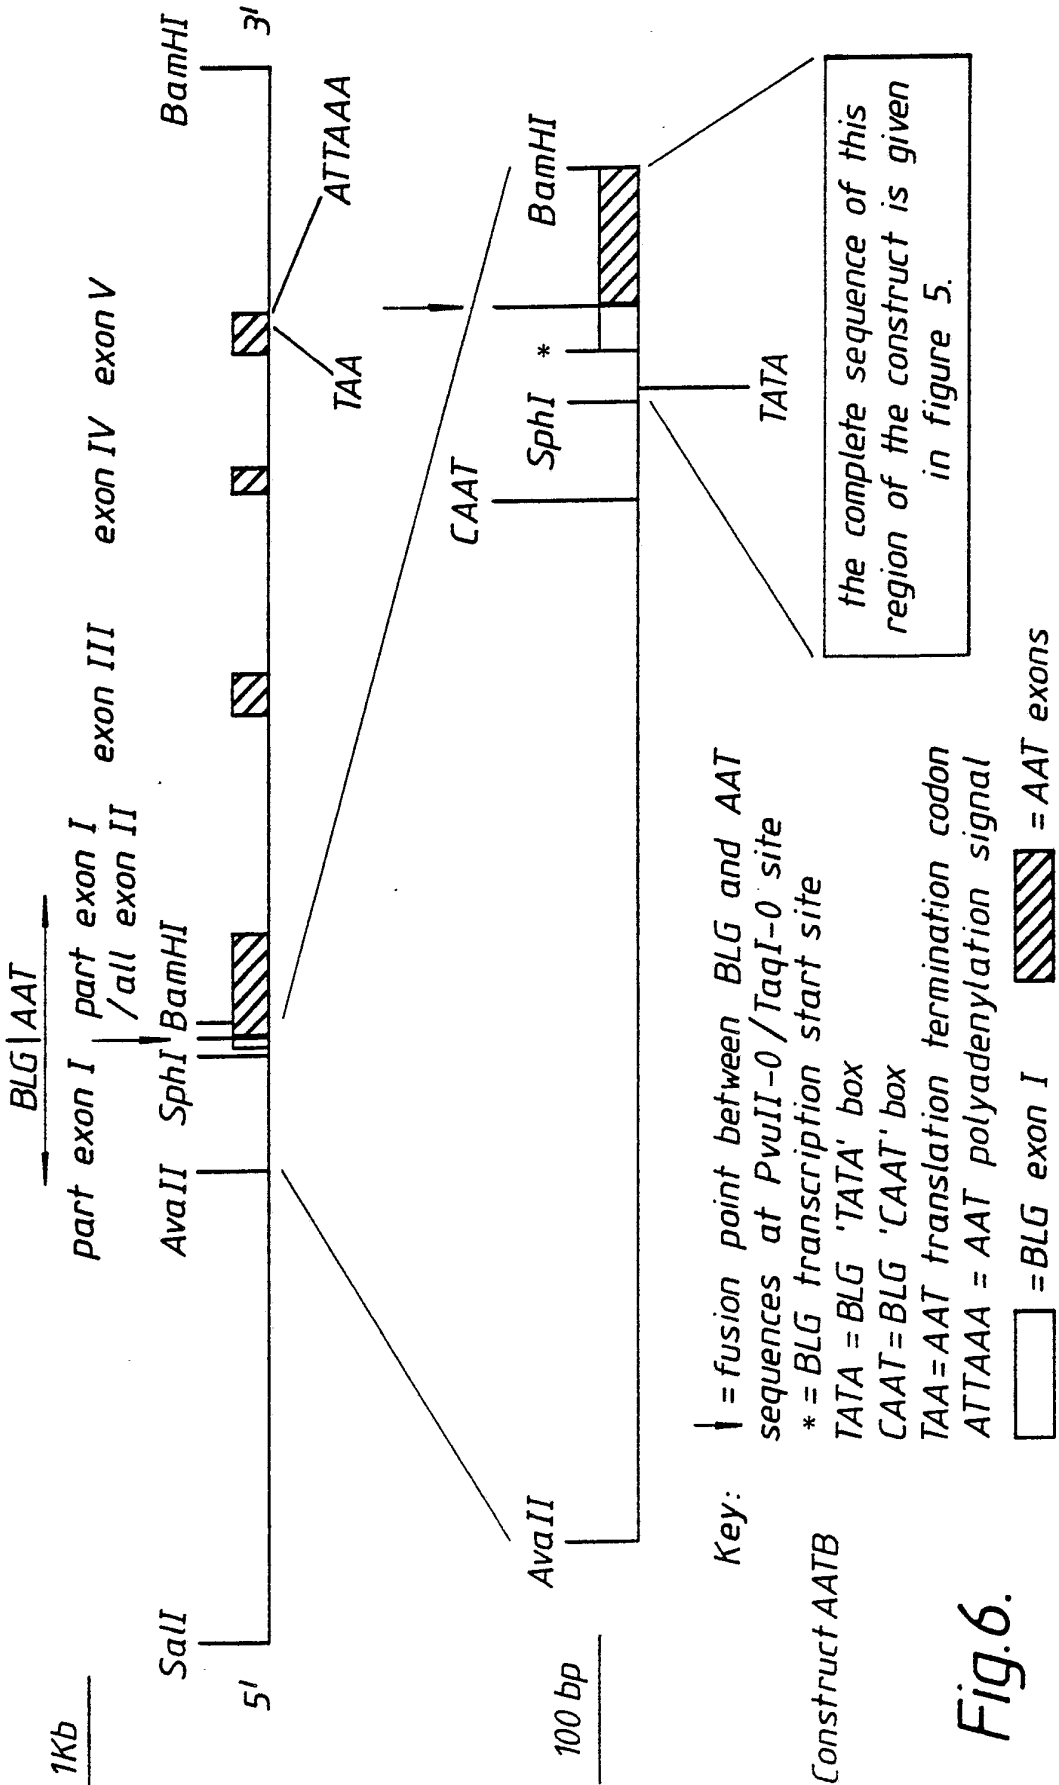 1Kb
BLG | AAT
part exon I
part exon I
/all exon II
exon III
exon IV
exon V
SalI
AvaII
SphI
BamHI
BamHI
5'
3'
TAA
ATTAAA
100 bp
AvaII
CAAT
SphI
*
BamHI
TATA
the complete sequence of this
region of the construct is given
in figure 5.
Key:
= fusion point between BLG and AAT
sequences at PvuII-0/TaqI-0 site
* = BLG transcription start site
TATA = BLG 'TATA' box
CAAT = BLG 'CAAT' box
TAA = AAT translation termination codon
ATTAAA = AAT polyadenylation signal
= BLG exon I
= AAT exons
Construct AATB
Fig.6.